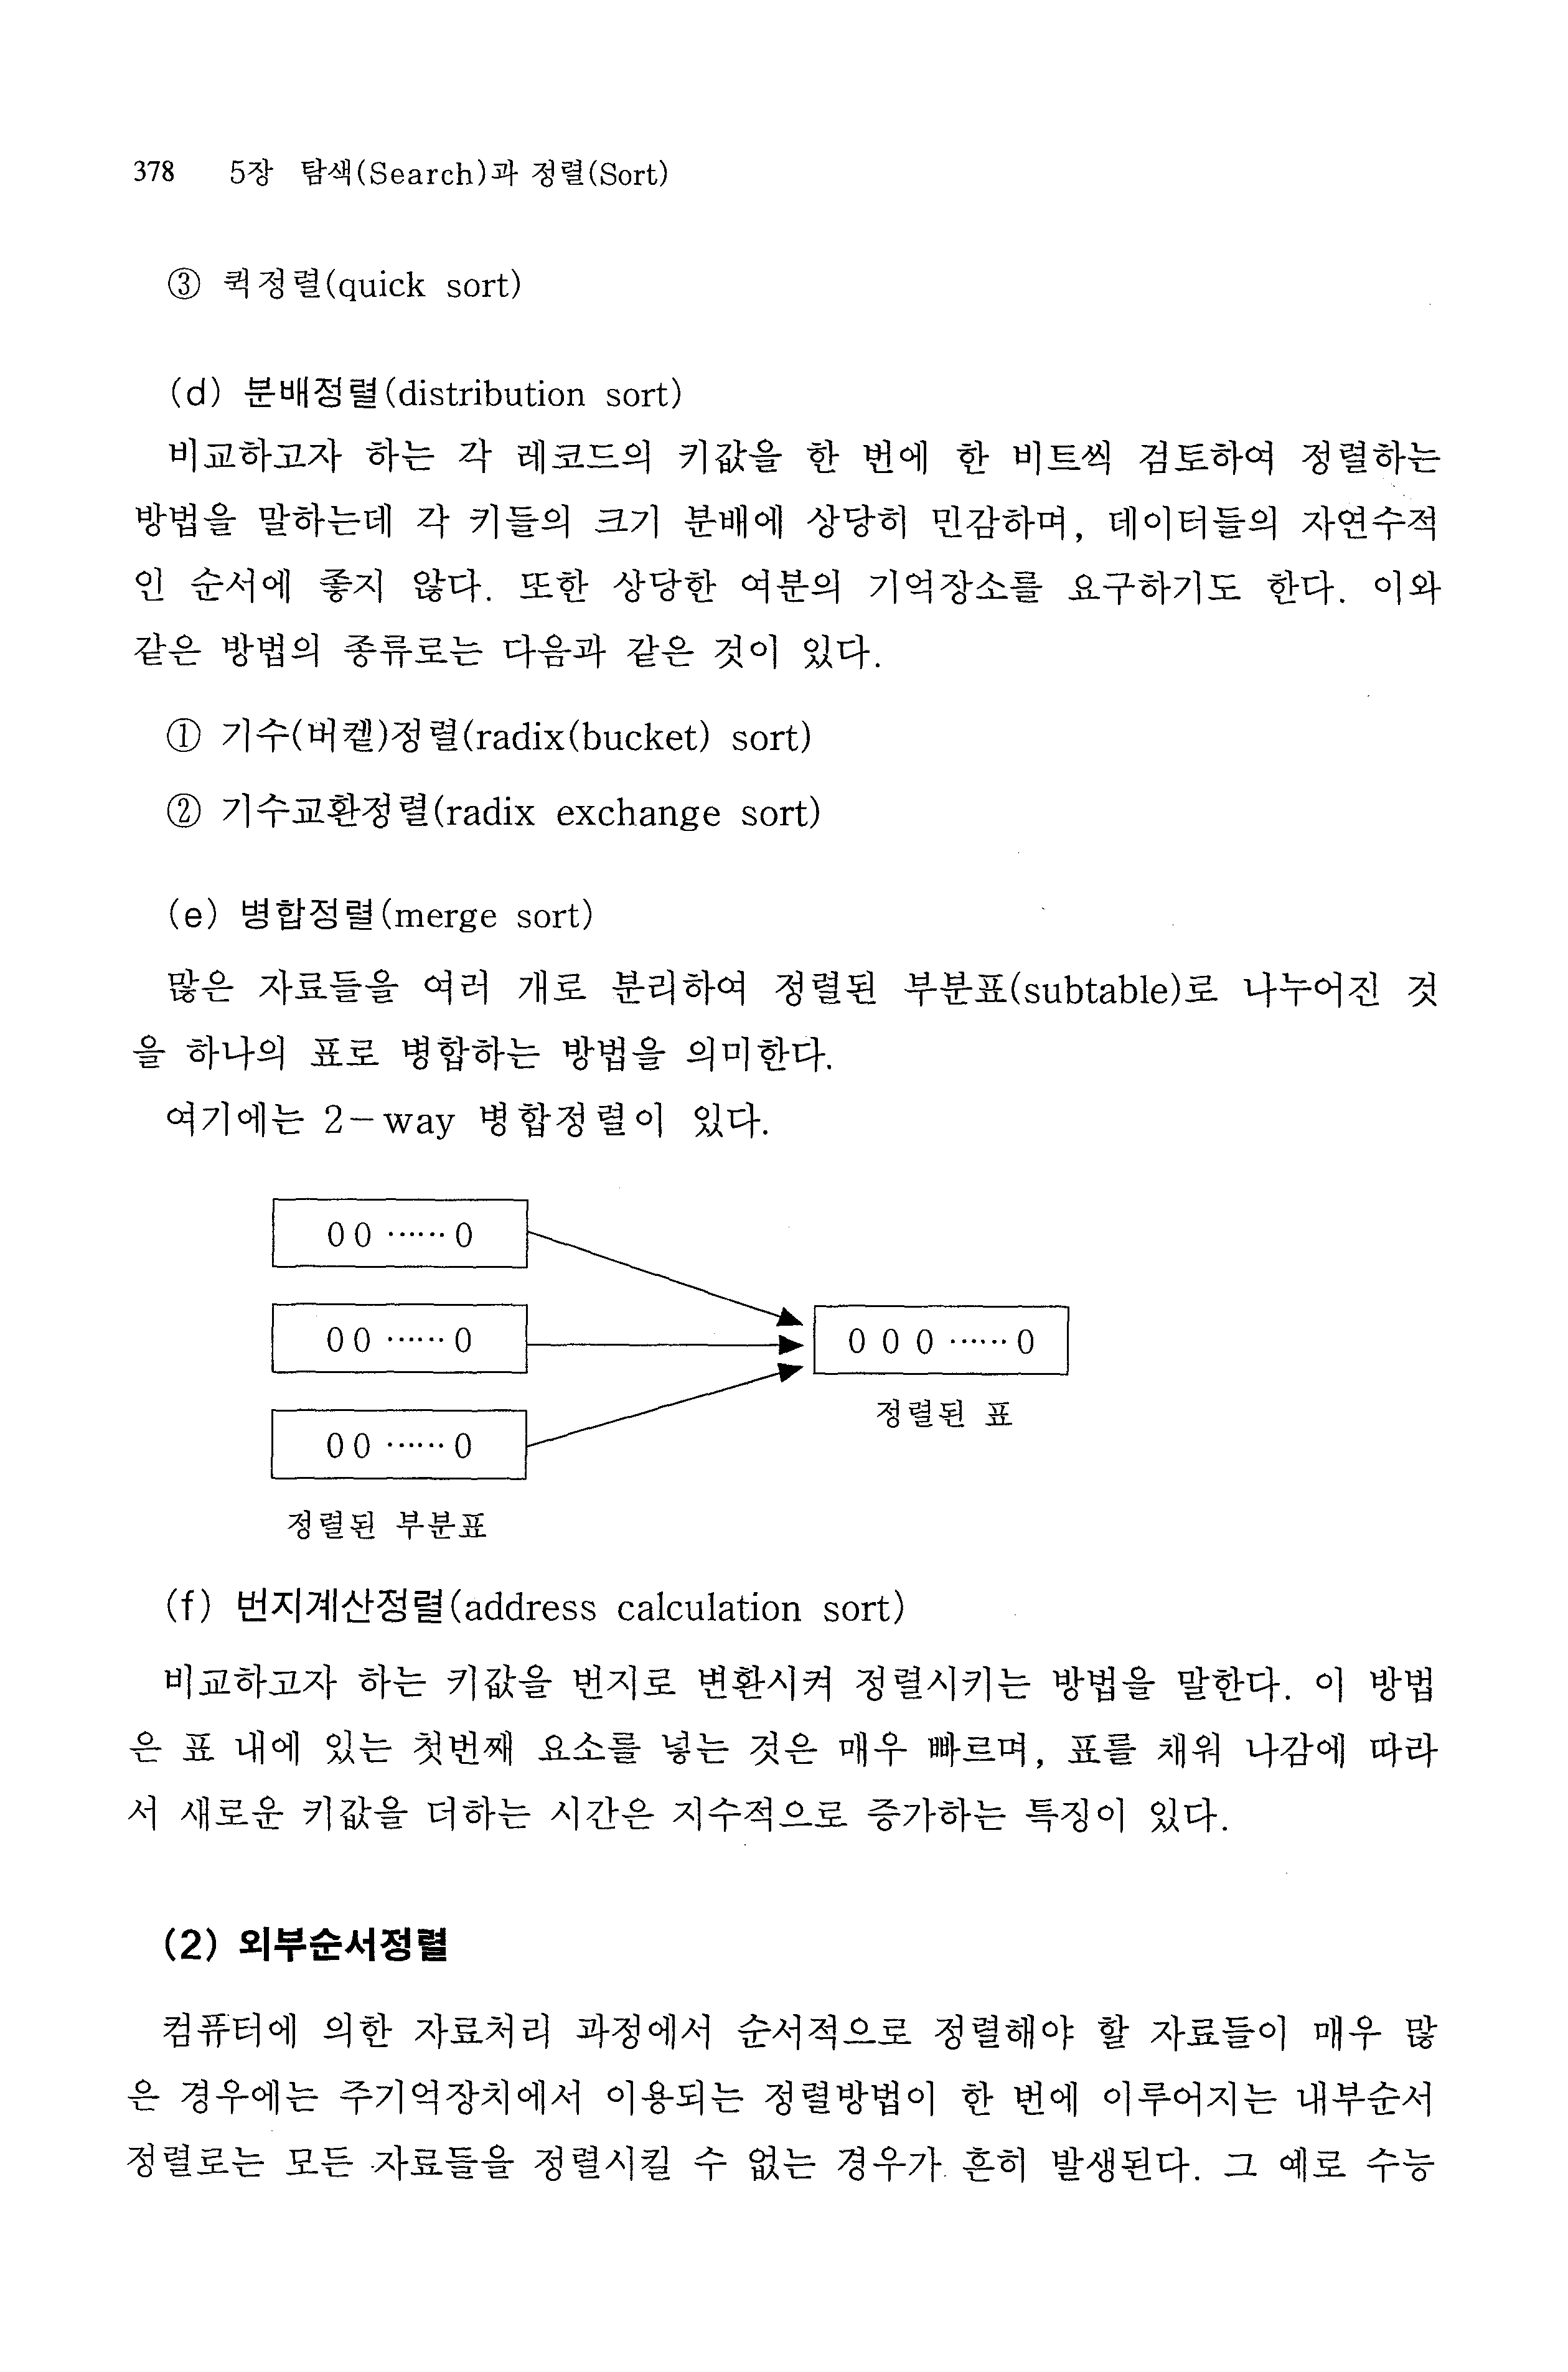 378 5장 탐색(Search)과 정렬(Sort)
③ 퀵정렬(quick sort)
(d) 분배정렬(distribution sort)
비교하고자 하는 각 레코드의 키값을 한 번에 한 비트씩 검토하여 정렬하는
방법을 말하는데 각 키들의 크기 분배에 상당히 민감하며, 데이터들의 자연수적
인 순서에 좋지 않다. 또한 상당한 여분의 기억장소를 요구하기도 한다. 이와
같은 방법의 종류로는 다음과 같은 것이 있다.
① 기수(버켙)정렬(radix(bucket) sort)
② 기수교환정렬(radix exchange sort)
(e) 병합정렬(merge sort)
많은 자료들을 여러 개로 분리하여 정렬된 부분표(subtable)로 나누어진 것
을 하나의 표로 병합하는 방법을 의미한다.
여기에는 2－way 병합정렬이 있다.
0 0 …… 0
0 0 …… 0
0 0 0 …… 0
정렬된 표
0 0 …… 0
정렬된 부분표
(f) 번지계산정렬(address calculation sort)
비교하고자 하는 키값을 번지로 변환시켜 정렬시키는 방법을 말한다. 이 방법
은 표 내에 있는 첫번째 요소를 넣는 것은 매우 빠르며, 표를 채워 나감에 따라
서 새로운 키값을 더하는 시간은 지수적으로 증가하는 특징이 있다.
(2) 외부순서정렬
컴퓨터에 의한 자료처리 과정에서 순서적으로 정렬해야 할 자료들이 매우 많
은 경우에는 주기억장치에서 이용되는 정렬방법이 한 번에 이루어지는 내부순서
정렬로는 모든 자료들을 정렬시킬 수 없는 경우가 흔히 발생된다. 그 예로 수능